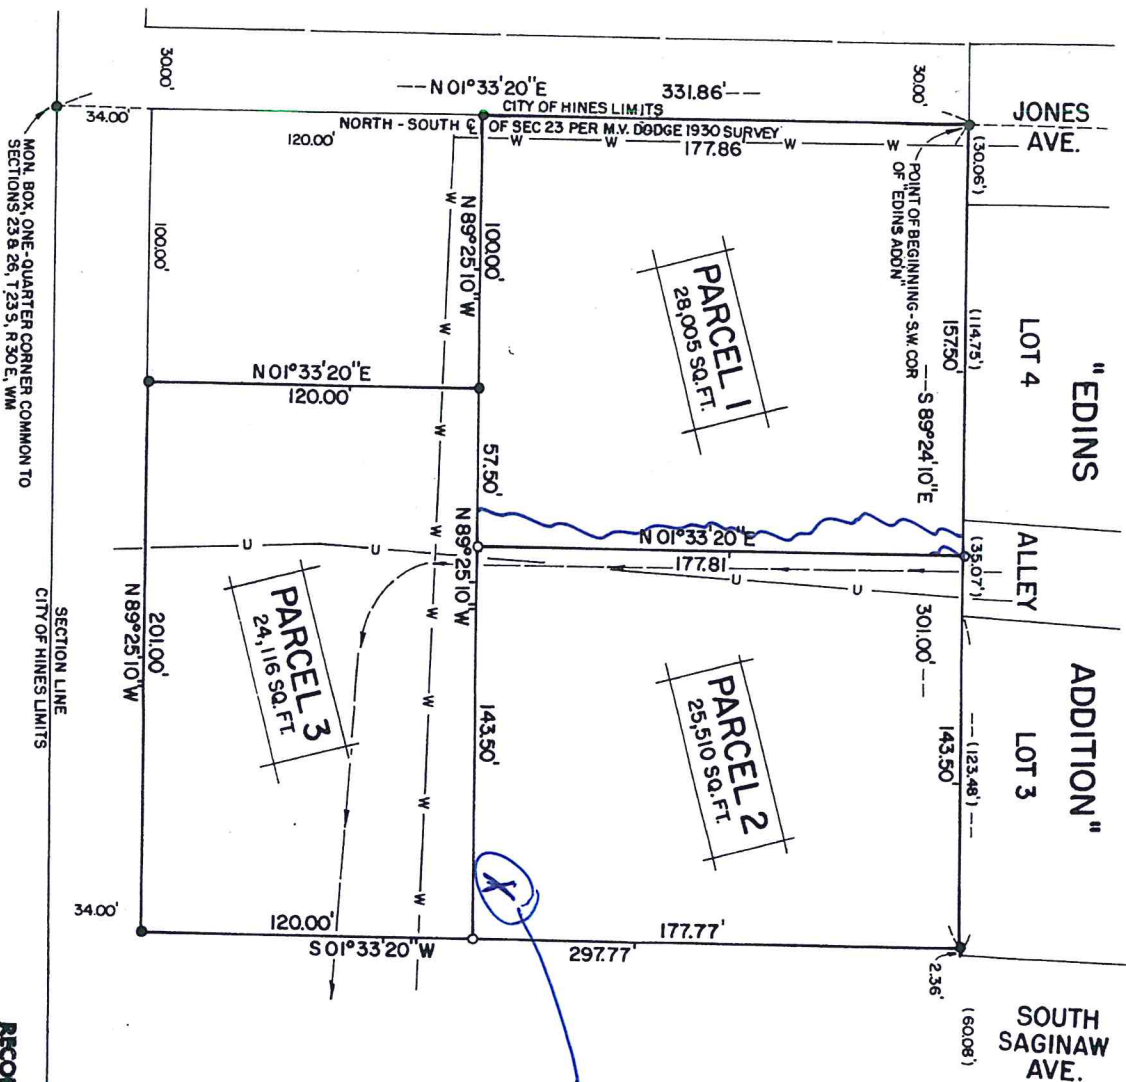 30.00'
N 01°33'20"E 331.86'
30.00'
JONES
AVE.
34.00'
CITY OF HINES LIMITS
NORTH - SOUTH ℄ OF SEC 23 PER M.V. DODGE 1930 SURVEY
120.00'
W W W W W
177.86'
(30.06')
POINT OF BEGINNING - S.W. COR
OF "EDINS ADD'N"
MON. BOX, ONE-QUARTER CORNER COMMON TO
SECTIONS 23 & 26, T.23 S, R 30 E, WM
100.00'
N 89°25'10"W
100.00'
PARCEL 1
28,005 SQ.FT.
(114.75')
157.50'
S 89°24'10"E
LOT 4
"EDINS
N 01°33'20"E
120.00'
57.50'
N 89°25'10"W
N 01°33'20"E
177.81'
(35.07')
ALLEY
U U U U
301.00'
W W W W W W W
N 89°25'10"W
201.00'
PARCEL 3
24,116 SQ.FT.
SECTION LINE
CITY OF HINES LIMITS
143.50'
PARCEL 2
25,510 SQ.FT.
(123.48')
143.50'
LOT 3
ADDITION"
X
34.00'
120.00'
S 01°33'20"W
177.77'
297.77'
2.36'
(60.08')
SOUTH
SAGINAW
AVE.